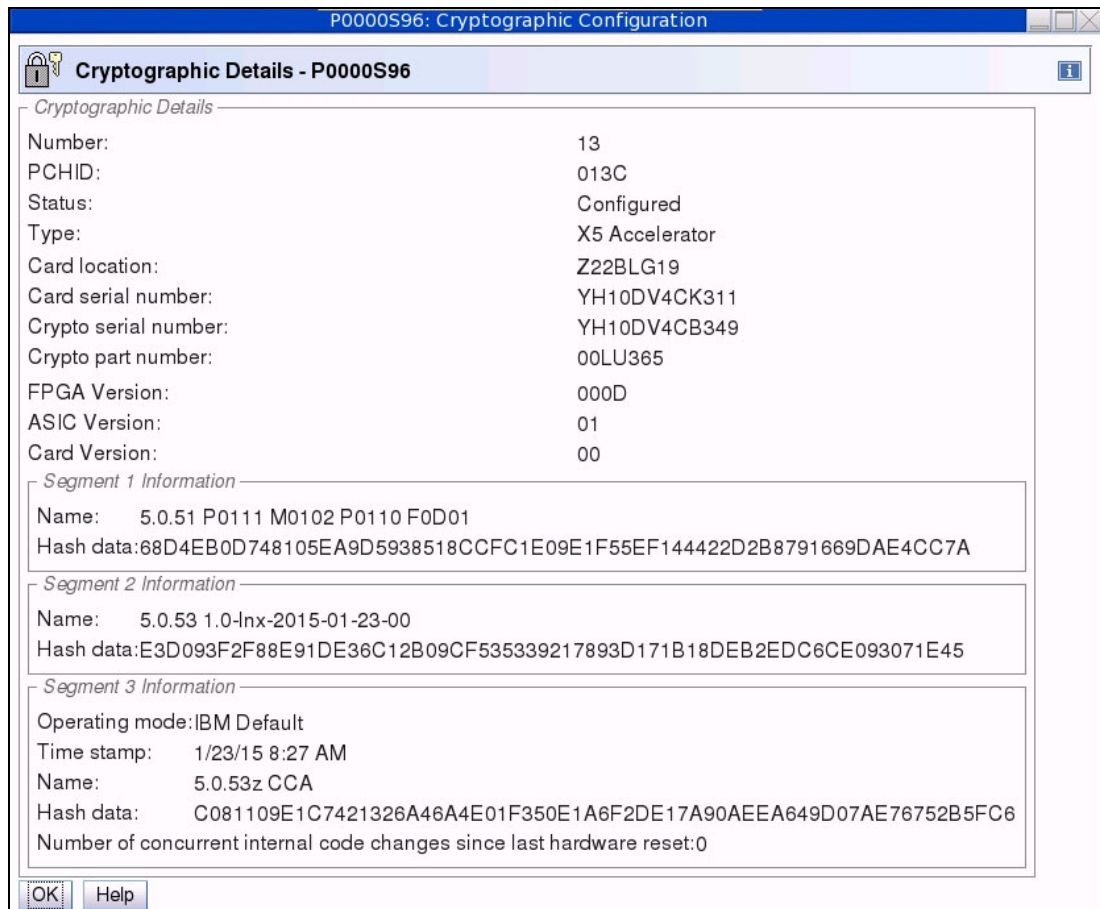 P0000S96: Cryptographic Configuration
Cryptographic Details - P0000S96
Cryptographic Details
Number: 13
PCHID: 013C
Status: Configured
Type: X5 Accelerator
Card location: Z22BLG19
Card serial number: YH10DV4CK311
Crypto serial number: YH10DV4CB349
Crypto part number: 00LU365
FPGA Version: 000D
ASIC Version: 01
Card Version: 00
Segment 1 Information
Name: 5.0.51 P0111 M0102 P0110 F0D01
Hash data:68D4EB0D748105EA9D5938518CCFC1E09E1F55EF144422D2B8791669DAE4CC7A
Segment 2 Information
Name: 5.0.53 1.0-lnx-2015-01-23-00
Hash data:E3D093F2F88E91DE36C12B09CF535339217893D171B18DEB2EDC6CE093071E45
Segment 3 Information
Operating mode:IBM Default
Time stamp: 1/23/15 8:27 AM
Name: 5.0.53z CCA
Hash data: C081109E1C7421326A46A4E01F350E1A6F2DE17A90AEEA649D07AE76752B5FC6
Number of concurrent internal code changes since last hardware reset:0
OK Help